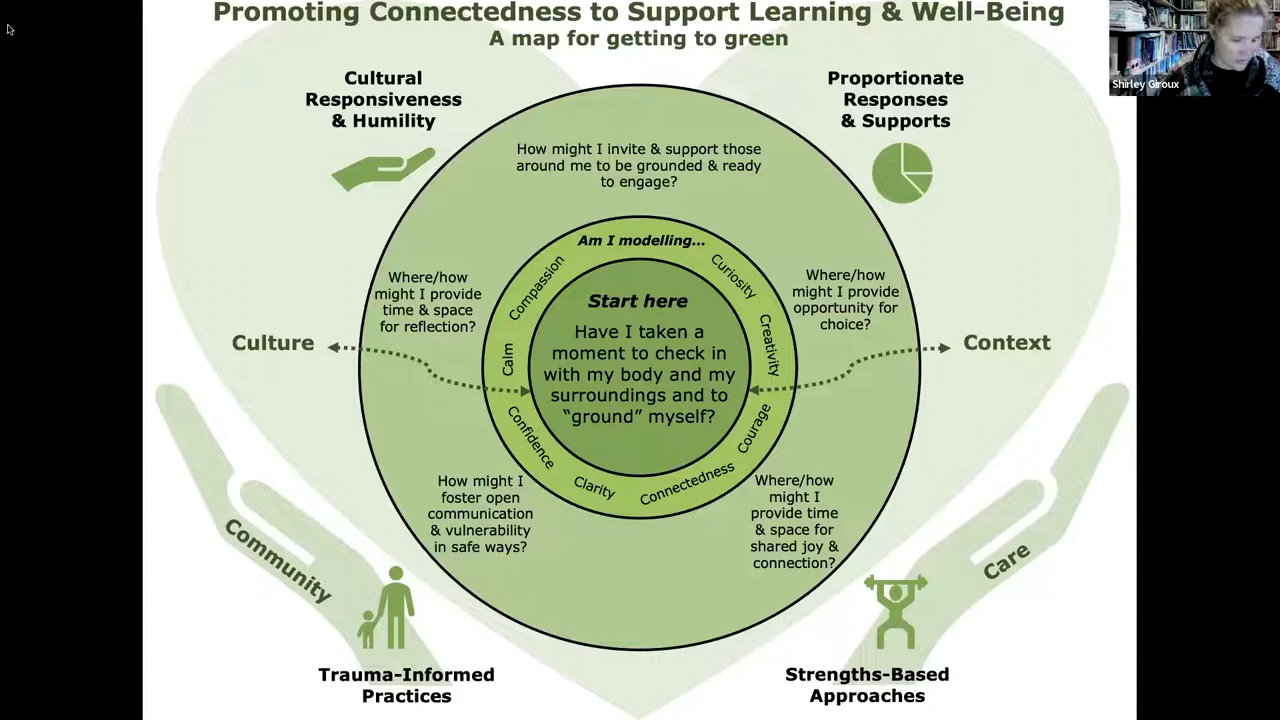 Promoting Connectedness to Support Learning & Well-Being
A map for getting to green
Shirley Giroux
Cultural
Responsiveness
& Humility
Proportionate
Responses
& Supports
How might I invite & support those
around me to be grounded & ready
to engage?
Am I modelling...
Compassion
Curiosity
Creativity
Courage
Connectedness
Clarity
Confidence
Calm
Where/how
might I provide
time & space
for reflection?
Where/how
might I provide
opportunity for
choice?
Start here
Have I taken a
moment to check in
with my body and my
surroundings and to
“ground” myself?
Culture
Context
How might I
foster open
communication
& vulnerability
in safe ways?
Where/how
might I
provide time
& space for
shared joy &
connection?
Community
Care
Trauma-Informed
Practices
Strengths-Based
Approaches